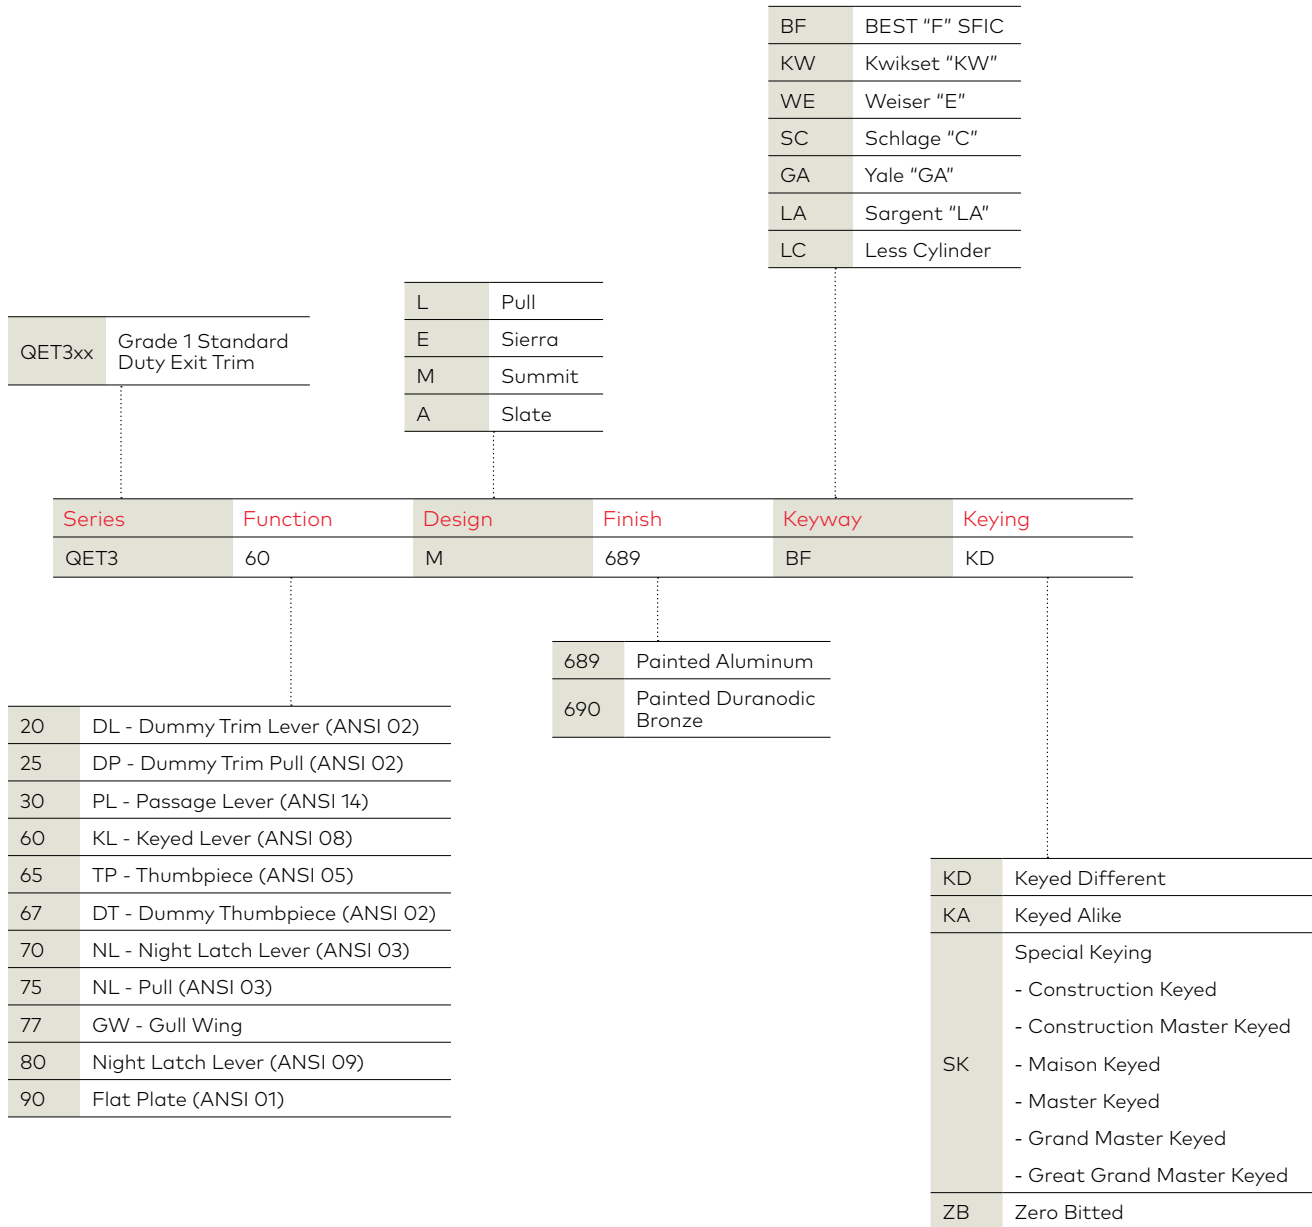 BF BEST “F” SFIC
KW Kwikset “KW”
WE Weiser “E”
SC Schlage “C”
GA Yale “GA”
LA Sargent “LA”
LC Less Cylinder
L Pull
E Sierra
M Summit
A Slate
QET3xx Grade 1 Standard
Duty Exit Trim
Series Function Design Finish Keyway Keying
QET3 60 M 689 BF KD
689 Painted Aluminum
690 Painted Duranodic
Bronze
20 DL - Dummy Trim Lever (ANSI 02)
25 DP - Dummy Trim Pull (ANSI 02)
30 PL - Passage Lever (ANSI 14)
60 KL - Keyed Lever (ANSI 08)
65 TP - Thumbpiece (ANSI 05)
67 DT - Dummy Thumbpiece (ANSI 02)
70 NL - Night Latch Lever (ANSI 03)
75 NL - Pull (ANSI 03)
77 GW - Gull Wing
80 Night Latch Lever (ANSI 09)
90 Flat Plate (ANSI 01)
KD Keyed Different
KA Keyed Alike
Special Keying
- Construction Keyed
- Construction Master Keyed
SK - Maison Keyed
- Master Keyed
- Grand Master Keyed
- Great Grand Master Keyed
ZB Zero Bitted